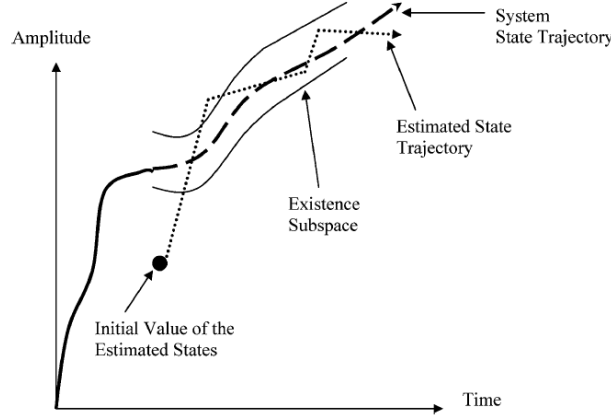 Amplitude
System
State Trajectory
Estimated State
Trajectory
Existence
Subspace
Initial Value of the
Estimated States
Time